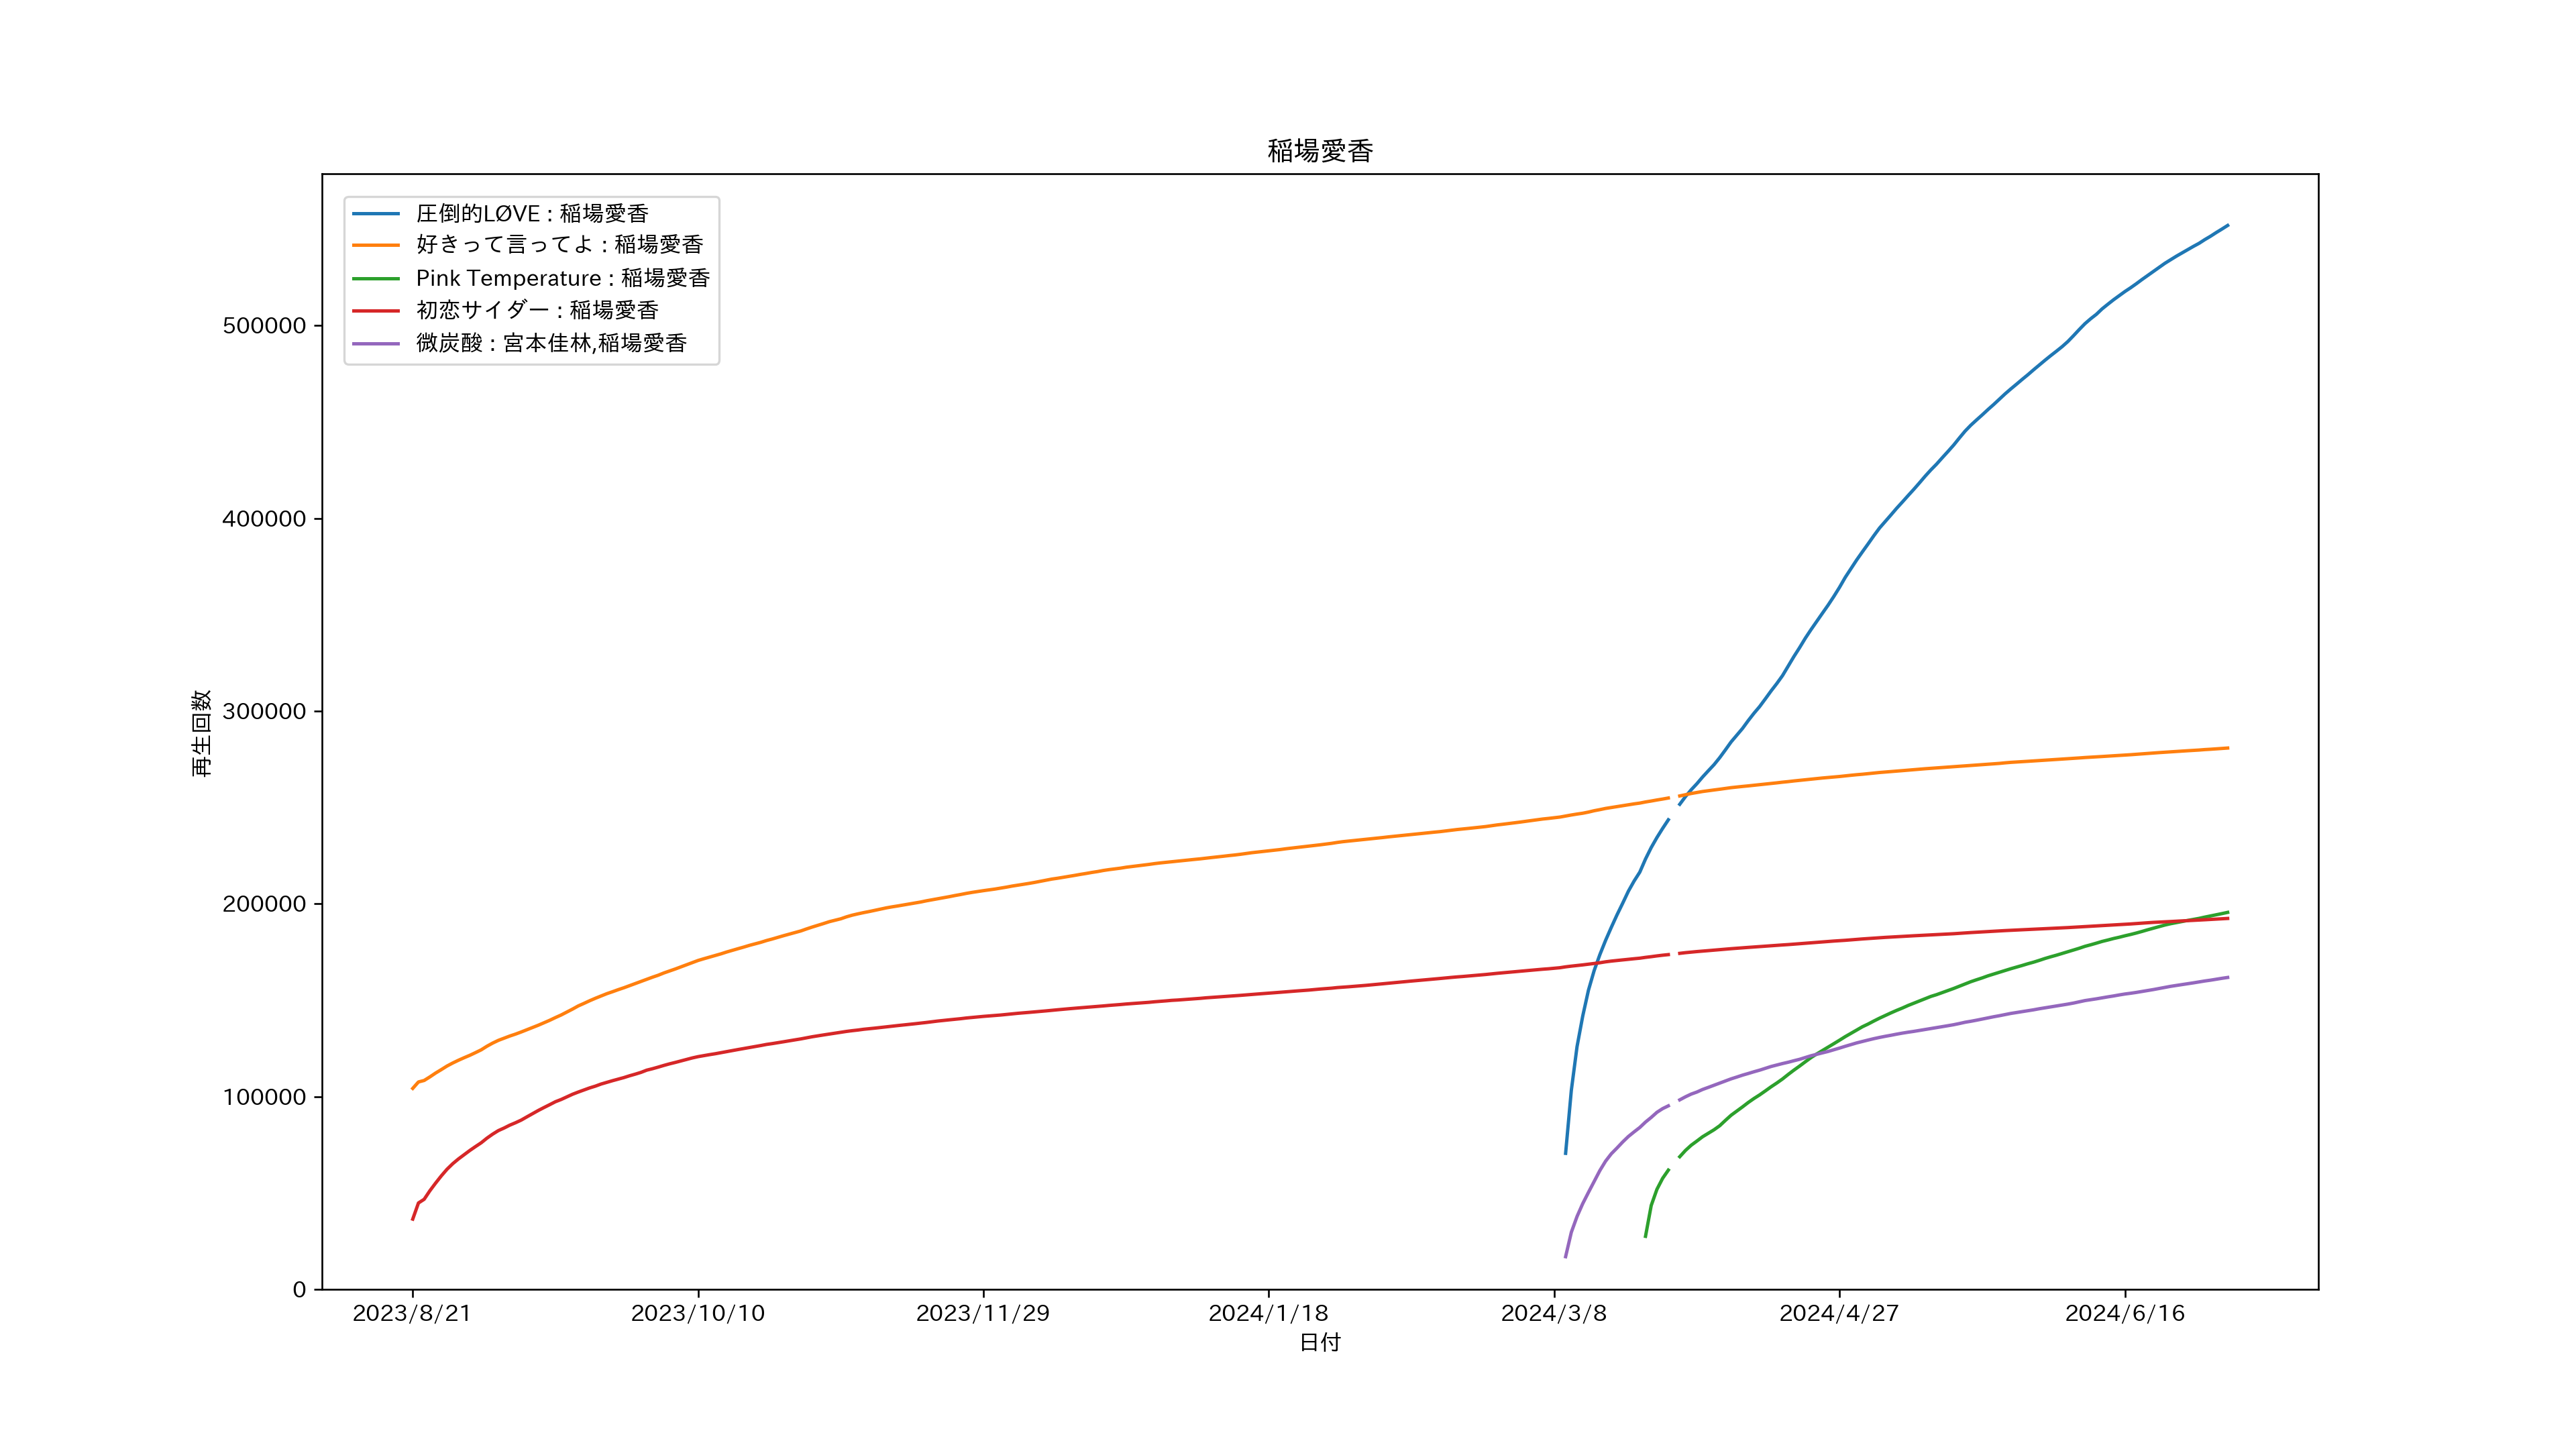 稲場愛香
圧倒的LØVE : 稲場愛香
好きって言ってよ : 稲場愛香
Pink Temperature : 稲場愛香
初恋サイダー : 稲場愛香
微炭酸 : 宮本佳林,稲場愛香
再生回数
500000
400000
300000
200000
100000
0
2023/8/21 2023/10/10 2023/11/29 2024/1/18 2024/3/8 2024/4/27 2024/6/16
日付